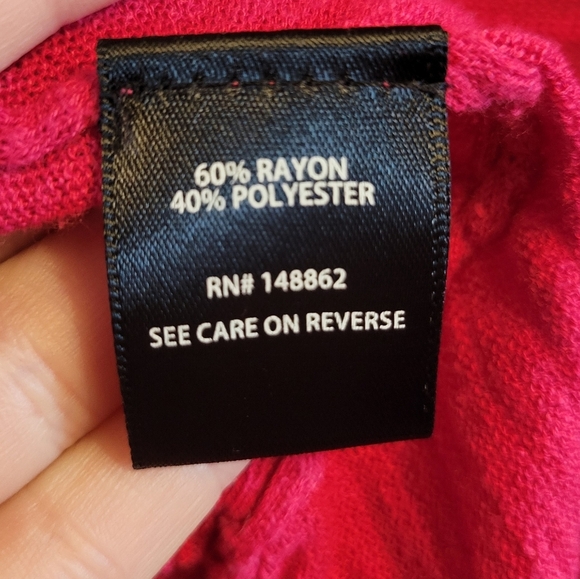 60% RAYON
40% POLYESTER
RN# 148862
SEE CARE ON REVERSE